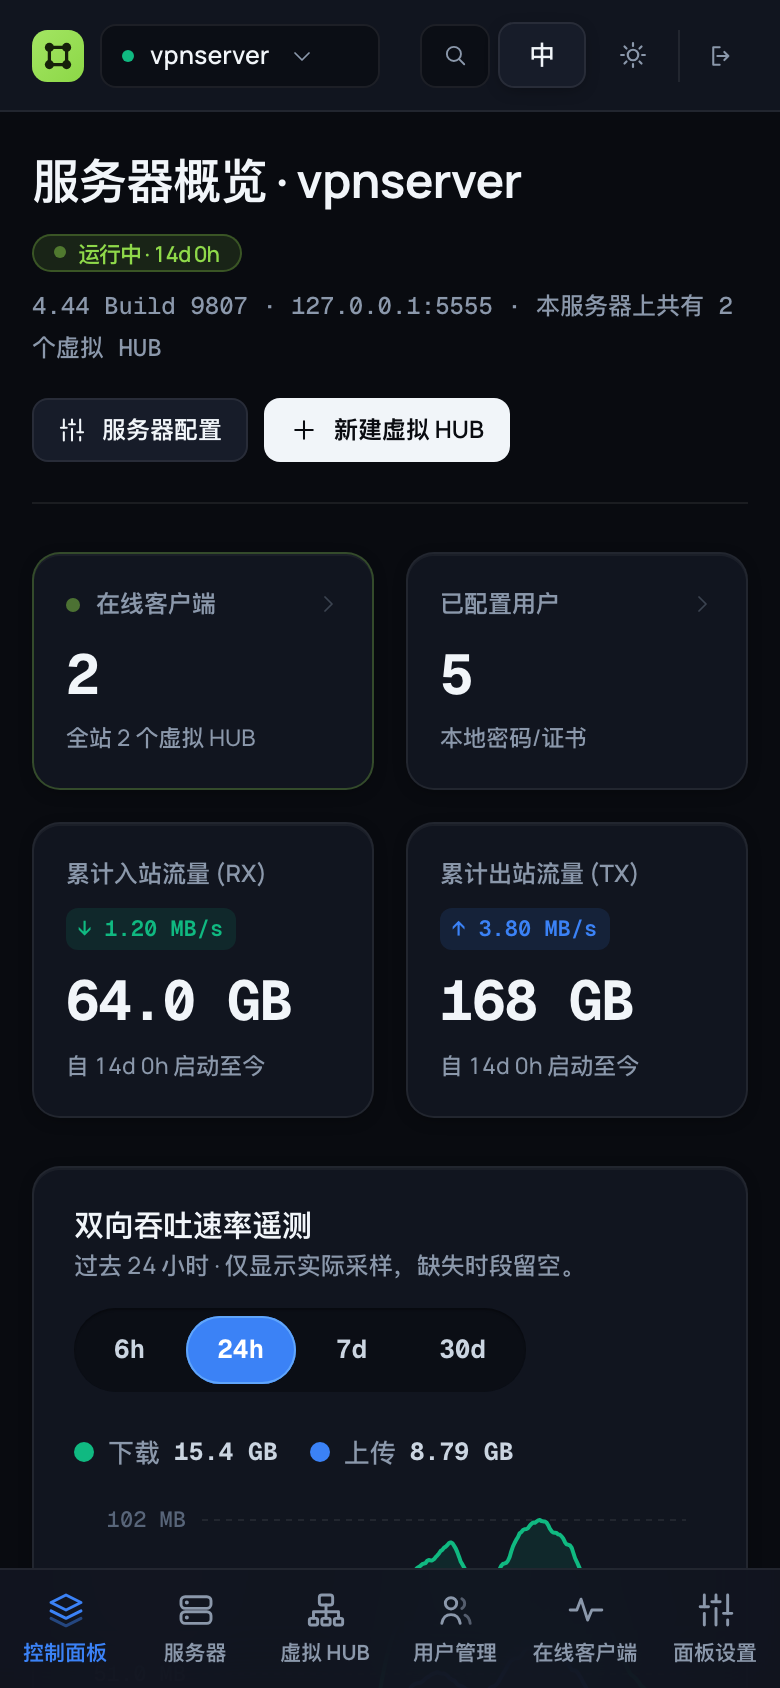 vpnserver
中
服务器概览 · vpnserver
运行中 · 14d 0h
4.44 Build 9807 · 127.0.0.1:5555 · 本服务器上共有 2
个虚拟 HUB
服务器配置
新建虚拟 HUB
在线客户端
2
全站 2 个虚拟 HUB
已配置用户
5
本地密码/证书
累计入站流量 (RX)
↓ 1.20 MB/s
64.0 GB
自 14d 0h 启动至今
累计出站流量 (TX)
↑ 3.80 MB/s
168 GB
自 14d 0h 启动至今
双向吞吐速率遥测
过去 24 小时 · 仅显示实际采样，缺失时段留空。
6h 24h 7d 30d
下载 15.4 GB 上传 8.79 GB
102 MB
控制面板 服务器 虚拟 HUB 用户管理 在线客户端 面板设置